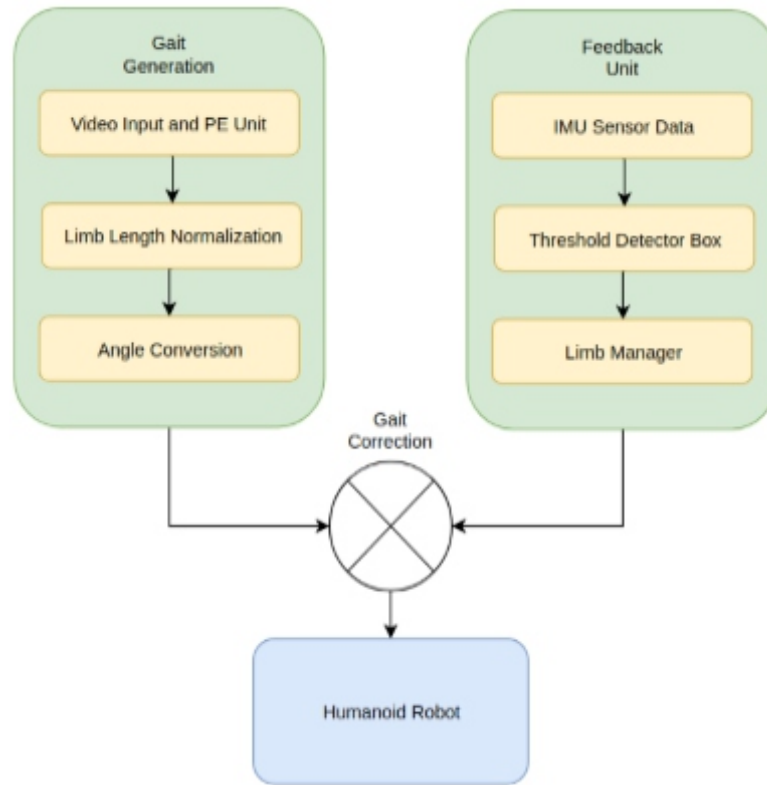 Gait
Generation
Video Input and PE Unit
Limb Length Normalization
Angle Conversion
Feedback
Unit
IMU Sensor Data
Threshold Detector Box
Limb Manager
Gait
Correction
Humanoid Robot